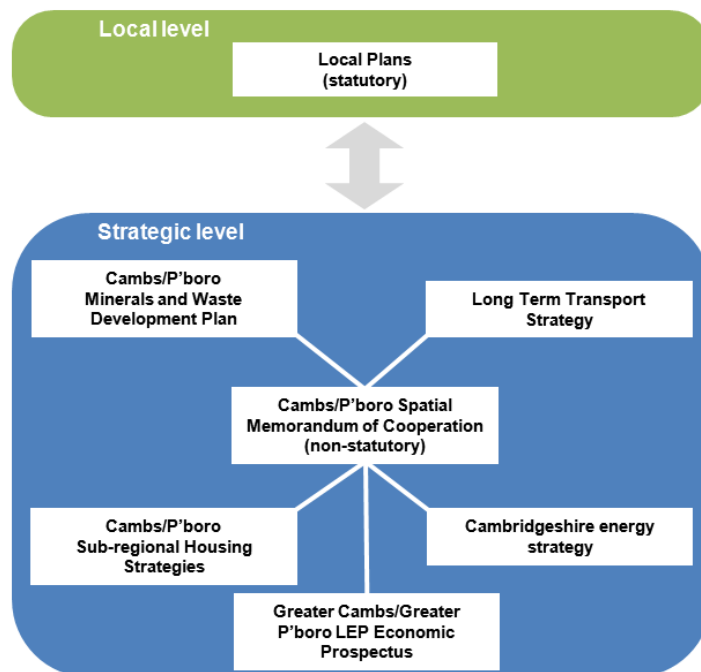 Local level
Local Plans
(statutory)
Strategic level
Cambs/P'boro
Minerals and Waste
Development Plan
Long Term Transport
Strategy
Cambs/P'boro Spatial
Memorandum of Cooperation
(non-statutory)
Cambs/P'boro
Sub-regional Housing
Strategies
Cambridgeshire energy
strategy
Greater Cambs/Greater
P'boro LEP Economic
Prospectus